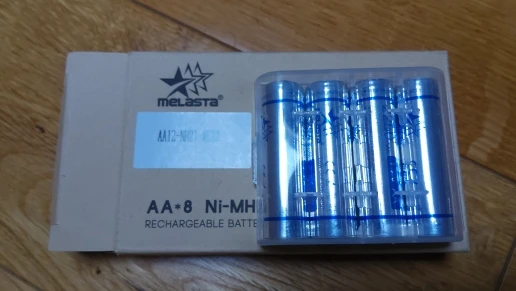 MELASTA®
AA*8 Ni-MH
RECHARGEABLE BATTE